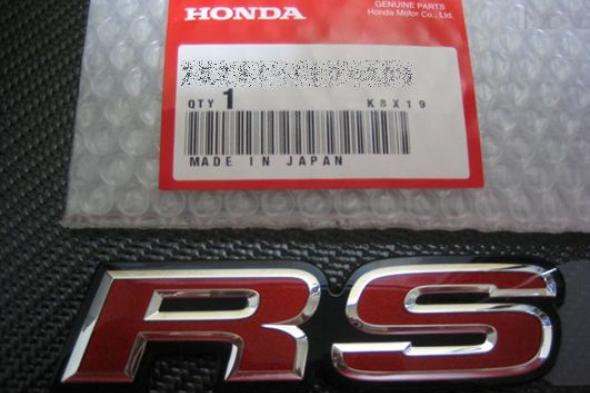 HONDA
GENUINE PARTS
Honda Motor Co., Ltd.
QTY 1 K8X19
MADE IN JAPAN
RS